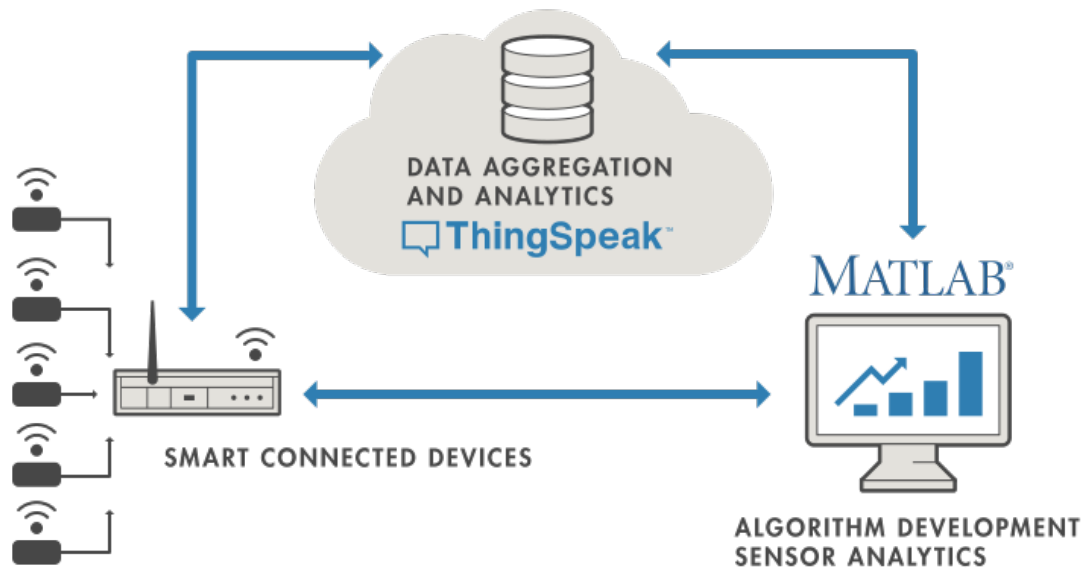 DATA AGGREGATION
AND ANALYTICS
ThingSpeak™
MATLAB®
SMART CONNECTED DEVICES
ALGORITHM DEVELOPMENT
SENSOR ANALYTICS